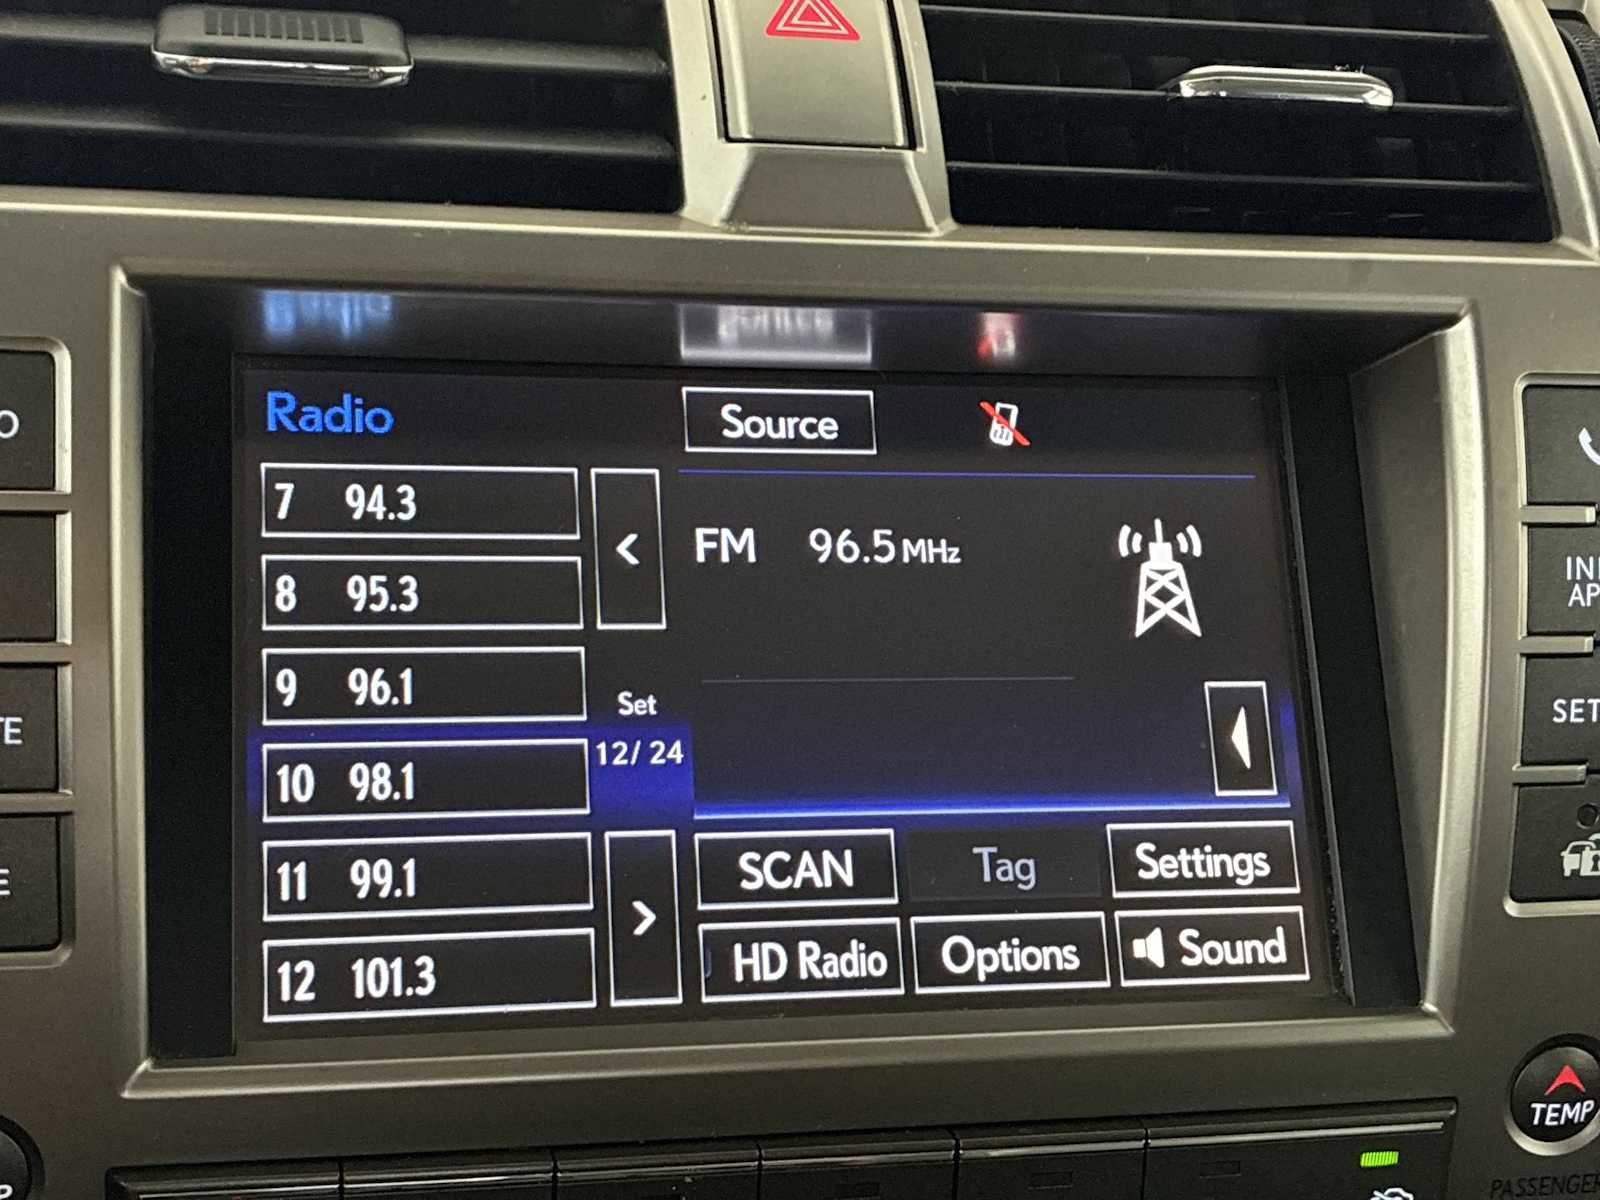 Radio
Source
7 94.3
8 95.3
9 96.1
10 98.1
11 99.1
12 101.3
<
Set
12/ 24
>
FM 96.5 MHz
SCAN
Tag
Settings
HD Radio
Options
Sound
SET
TEMP
PASSENGER